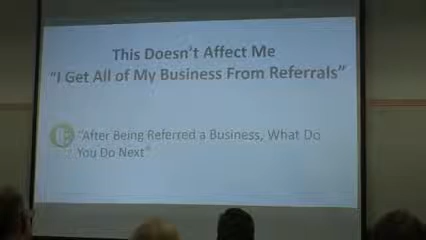 This Doesn't Affect Me
"I Get All of My Business From Referrals"
"After Being Referred a Business, What Do
You Do Next"